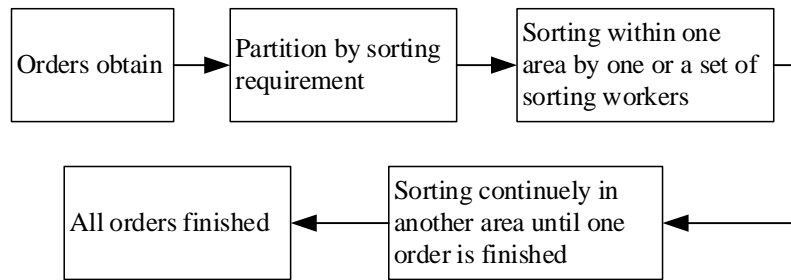 Orders obtain
Partition by sorting
requirement
Sorting within one
area by one or a set of
sorting workers
All orders finished
Sorting continuely in
another area until one
order is finished